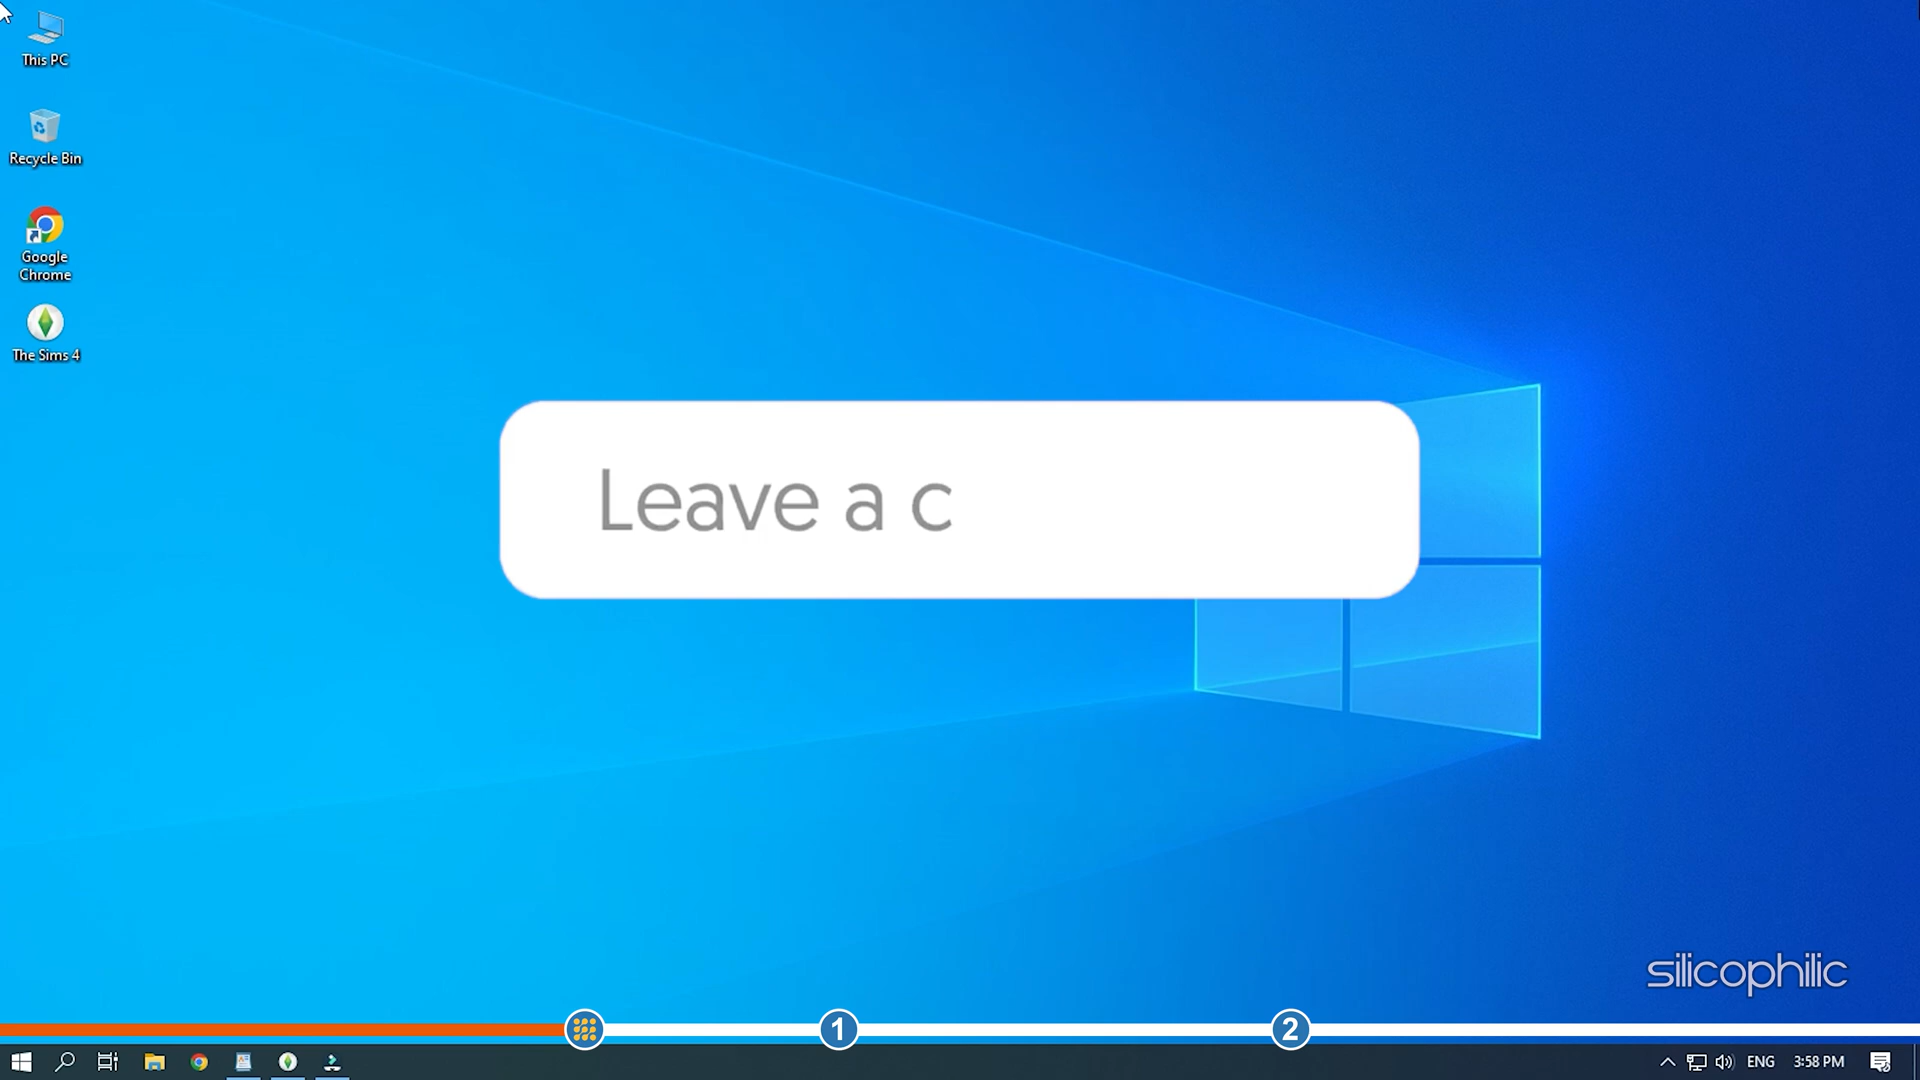 This PC
Recycle Bin
Google
Chrome
The Sims 4
Leave a c
silicophilic
1
2
ENG
3:58 PM